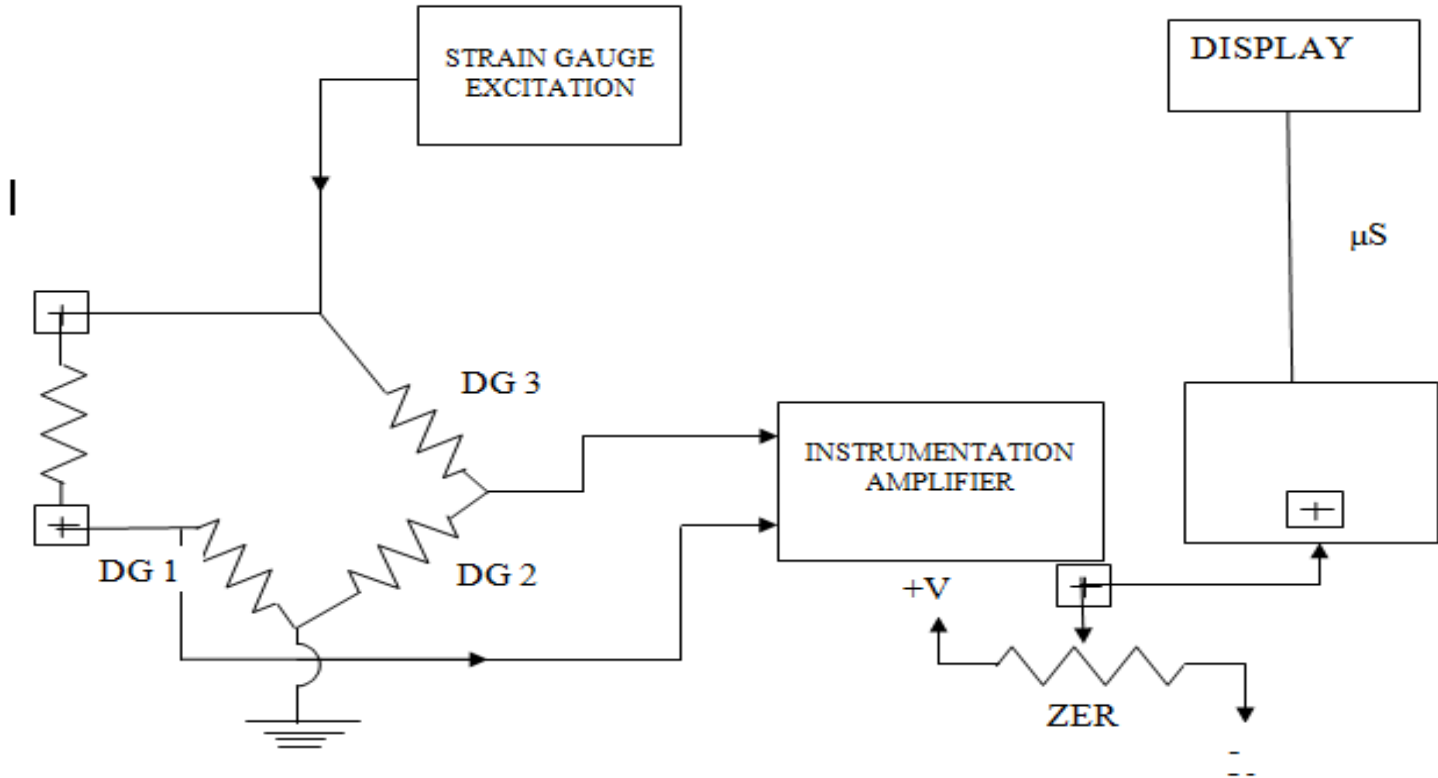 STRAIN GAUGE
EXCITATION
DISPLAY
μS
DG 3
INSTRUMENTATION
AMPLIFIER
DG 1
DG 2
+V
ZER